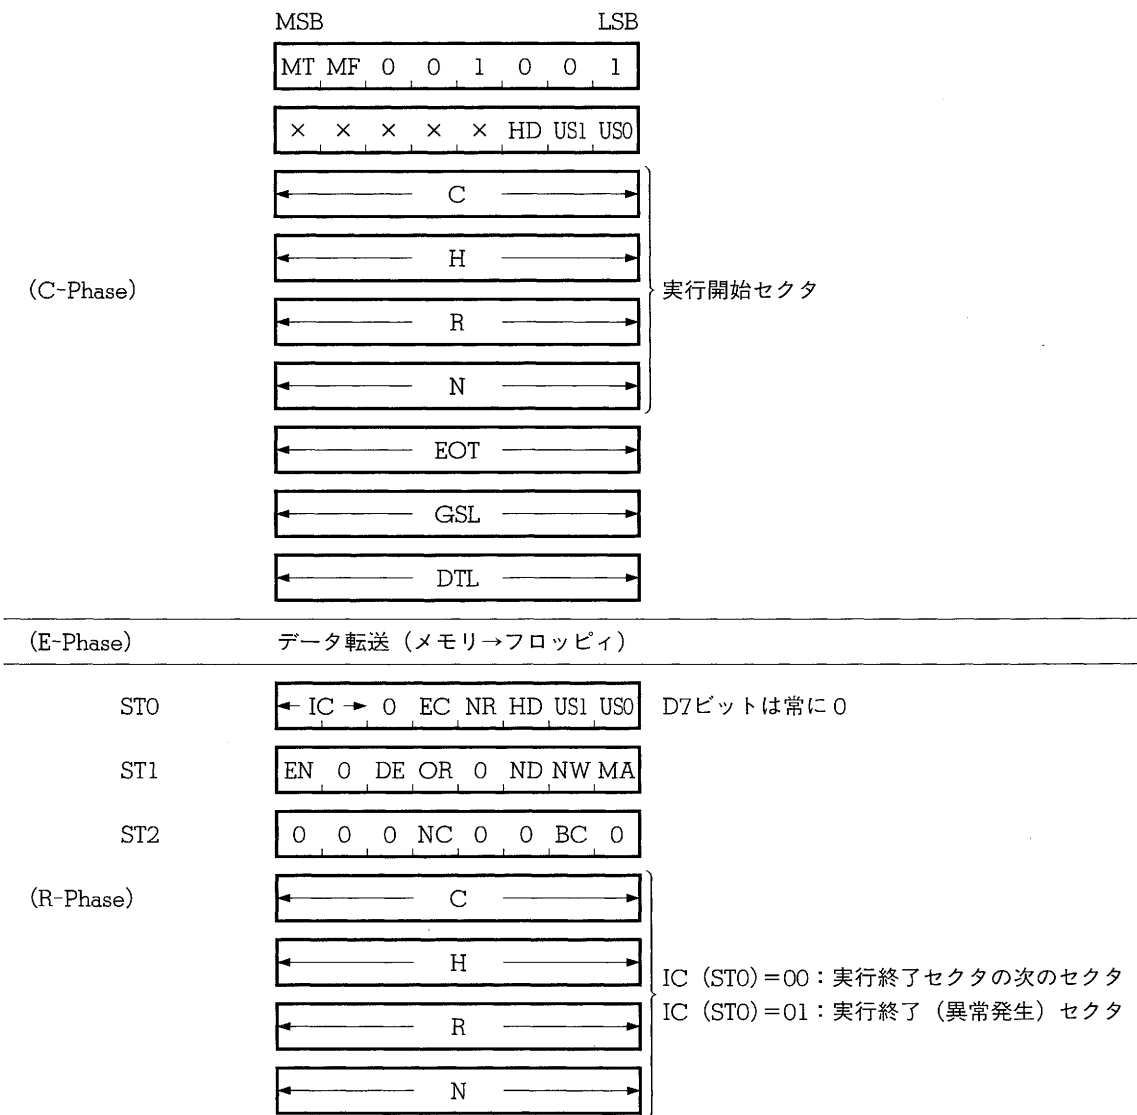 MSB LSB
MT MF 0 0 1 0 0 1
× × × × × HD US1 US0
C
H
(C-Phase) 実行開始セクタ
R
N
EOT
GSL
DTL
(E-Phase) データ転送（メモリ→フロッピィ）
ST0 ← IC → 0 EC NR HD US1 US0 D7ビットは常に0
ST1 EN 0 DE OR 0 ND NW MA
ST2 0 0 0 NC 0 0 BC 0
(R-Phase) C
H
IC (ST0)=00：実行終了セクタの次のセクタ
IC (ST0)=01：実行終了（異常発生）セクタ
R
N